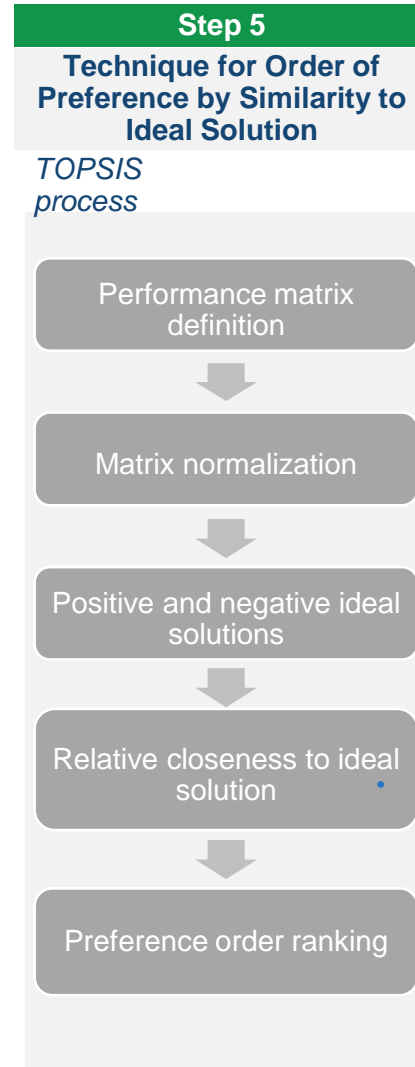 Step 5
Technique for Order of
Preference by Similarity to
Ideal Solution
TOPSIS
process
Performance matrix
definition
Matrix normalization
Positive and negative ideal
solutions
Relative closeness to ideal
solution
Preference order ranking